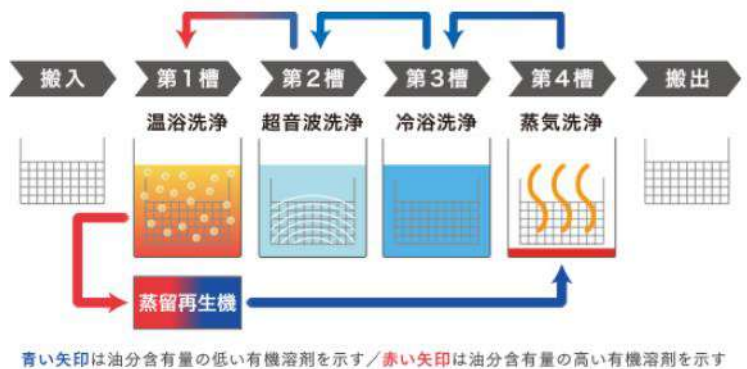 搬入 第1槽 第2槽 第3槽 第4槽 搬出
温浴洗浄 超音波洗浄 冷浴洗浄 蒸気洗浄
蒸留再生機
青い矢印は油分含有量の低い有機溶剤を示す／赤い矢印は油分含有量の高い有機溶剤を示す